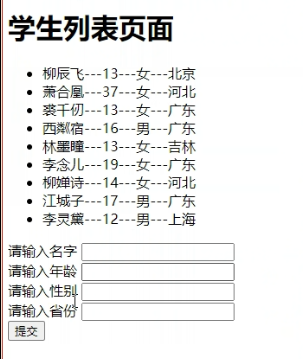 学生列表页面
柳辰飞---13---女---北京
萧合凰---37---女---河北
裘千仞---13---女---广东
西粼宿---16---男---广东
林墨瞳---13---女---吉林
李念儿---19---女---广东
柳婵诗---14---女---河北
江城子---17---男---广东
李灵黛---12---男---上海
请输入名字
请输入年龄
请输入性别
请输入省份
提交